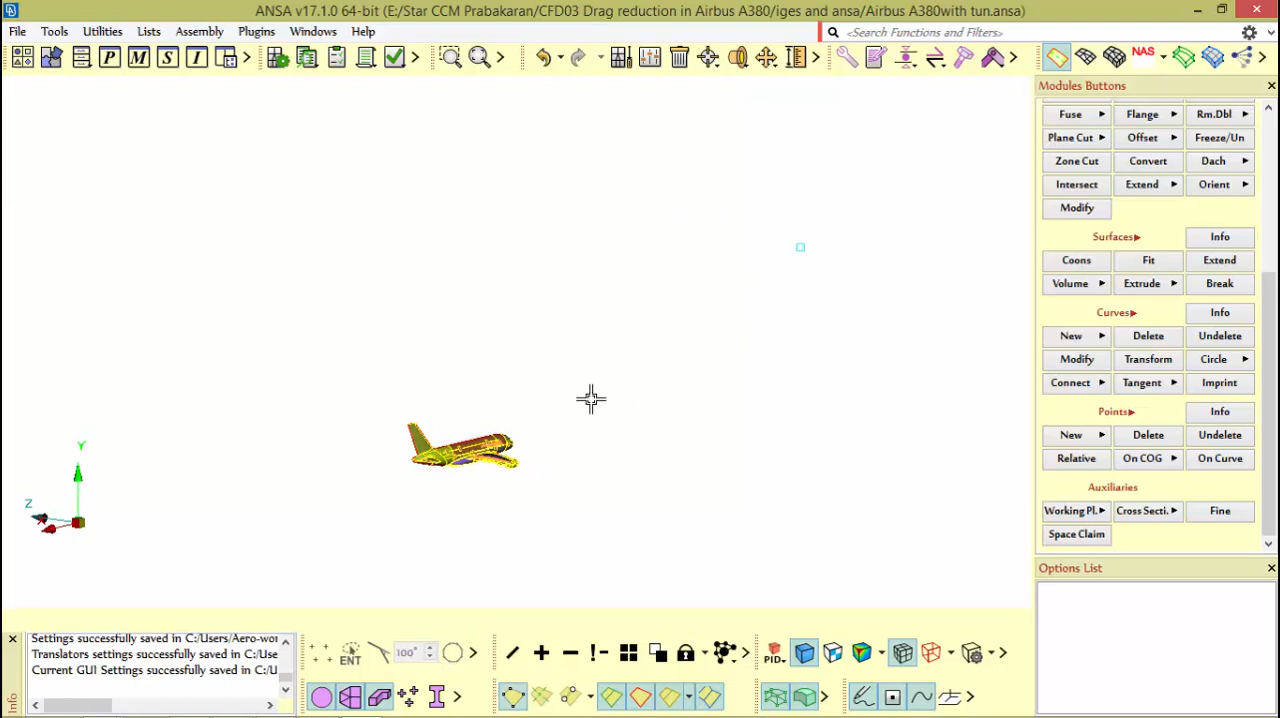 ANSA v17.1.0 64-bit (E:/Star CCM Prabakaran/CFD03 Drag reduction in Airbus A380/iges and ansa/Airbus A380with tun.ansa)
File Tools Utilities Lists Assembly Plugins Windows Help
<Search Functions and Filters>
P M S I
NAS
Modules Buttons
Fuse Flange Rm.Dbl
Plane Cut Offset Freeze/Un
Zone Cut Convert Dach
Intersect Extend Orient
Modify
Surfaces Info
Coons Fit Extend
Volume Extrude Break
Curves Info
New Delete Undelete
Modify Transform Circle
Connect Tangent Imprint
Points Info
New Delete Undelete
Relative On COG On Curve
Auxiliaries
Working Pl. Cross Secti. Fine
Space Claim
Y
Z
Options List
Settings successfully saved in C:/Users/Aero-wor
Translators settings successfully saved in C:/Use
Current GUI Settings successfully saved in C:/U
Info
ENT
100°
PID